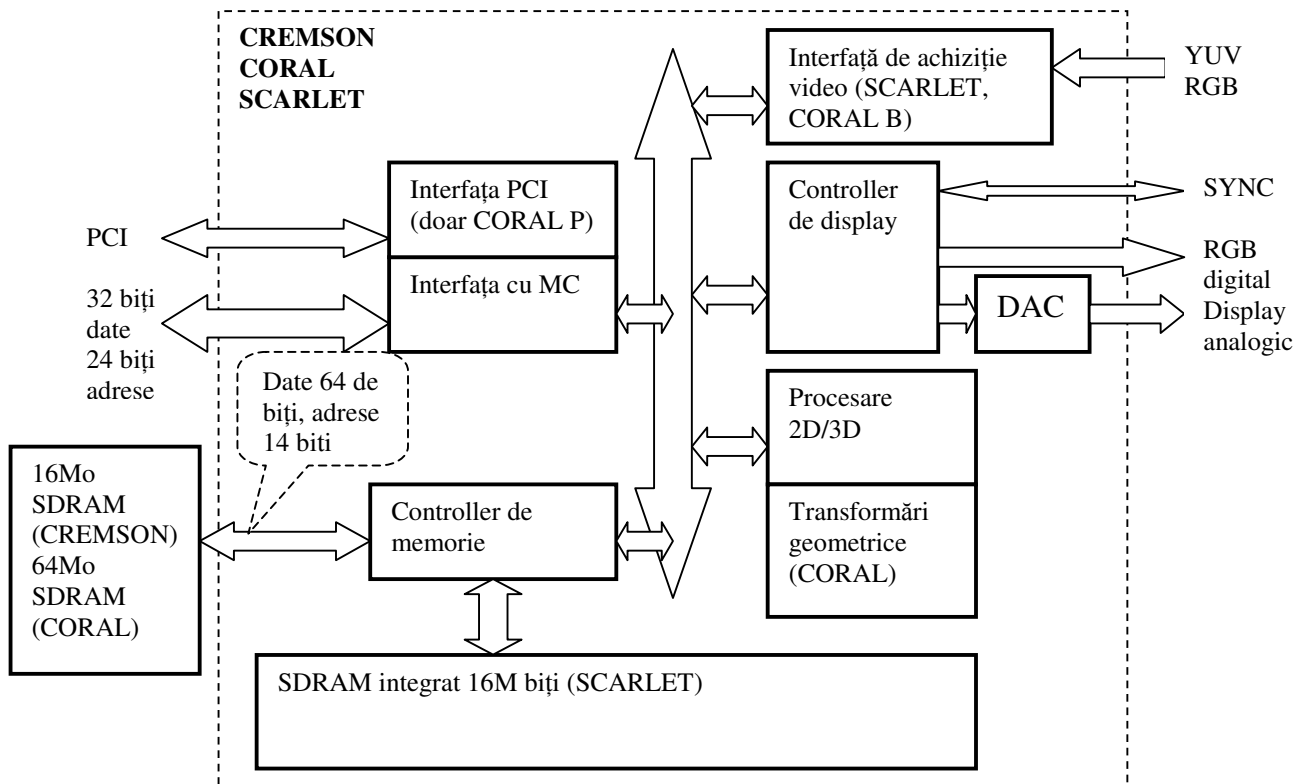 CREMSON
CORAL
SCARLET
Interfață de achiziție
video (SCARLET,
CORAL B)
YUV
RGB
Interfața PCI
(doar CORAL P)
Controller
de display
SYNC
PCI
Interfața cu MC
RGB
digital
Display
analogic
DAC
32 biți
date
24 biți
adrese
Date 64 de
biți, adrese
14 biti
Procesare
2D/3D
16Mo
SDRAM
(CREMSON)
64Mo
SDRAM
(CORAL)
Controller de
memorie
Transformări
geometrice
(CORAL)
SDRAM integrat 16M biți (SCARLET)